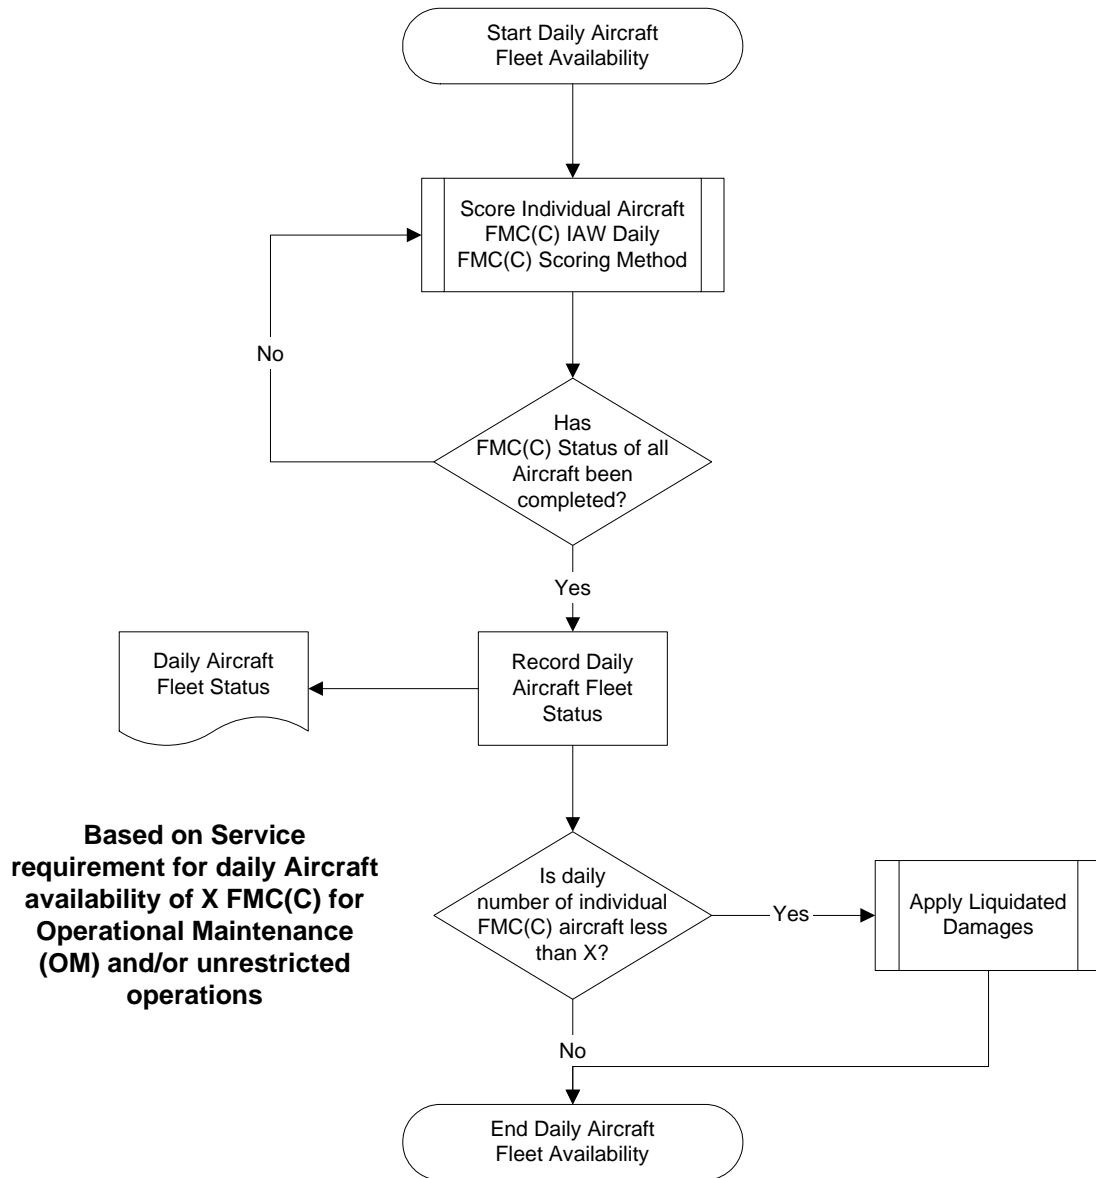 Start Daily Aircraft
Fleet Availability
Score Individual Aircraft
FMC(C) IAW Daily
FMC(C) Scoring Method
No
Has
FMC(C) Status of all
Aircraft been
completed?
Yes
Daily Aircraft
Fleet Status
Record Daily
Aircraft Fleet
Status
Based on Service
requirement for daily Aircraft
availability of X FMC(C) for
Operational Maintenance
(OM) and/or unrestricted
operations
Is daily
number of individual
FMC(C) aircraft less
than X?
Yes
Apply Liquidated
Damages
No
End Daily Aircraft
Fleet Availability